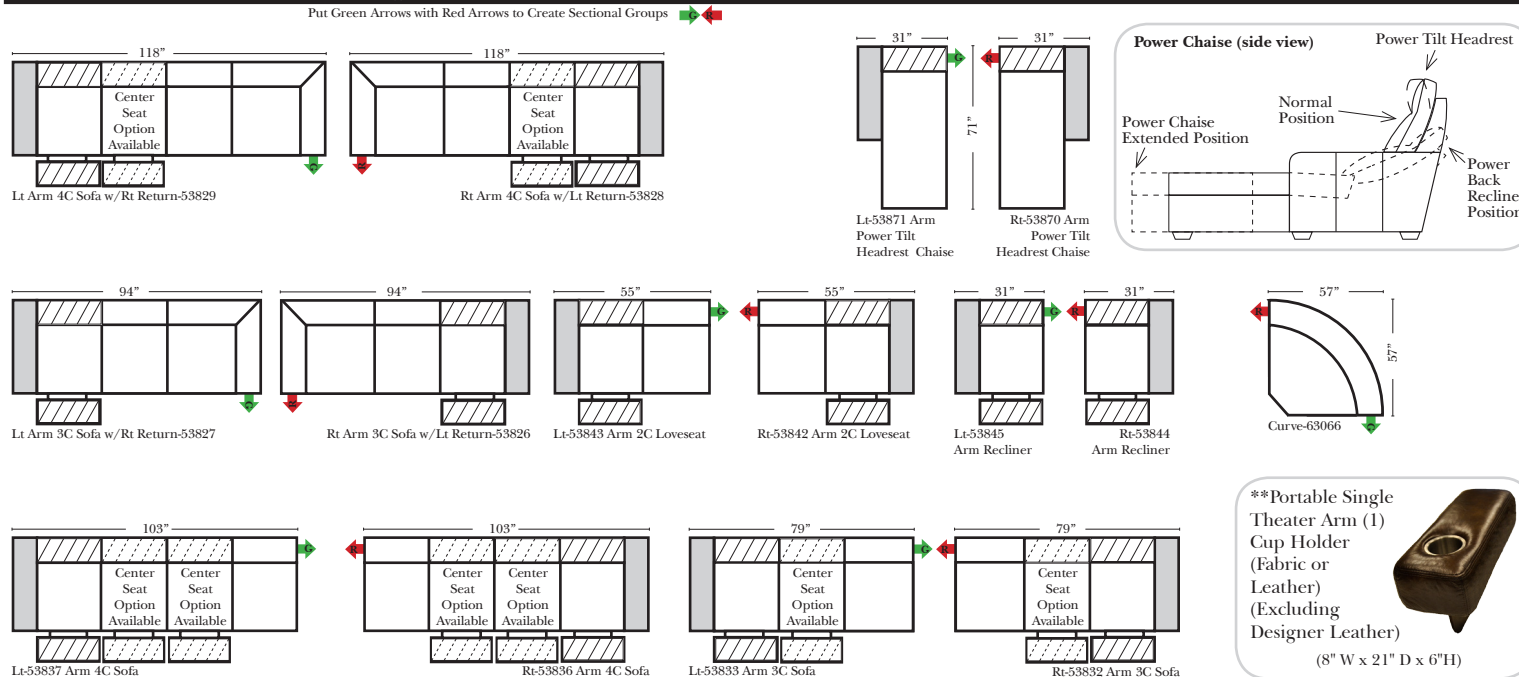 Put Green Arrows with Red Arrows to Create Sectional Groups
G R
118”
Center
Seat
Option
Available
G
Lt Arm 4C Sofa w/Rt Return-53829
118”
Center
Seat
Option
Available
R
Rt Arm 4C Sofa w/Lt Return-53828
31”
G
71”
Lt-53871 Arm
Power Tilt
Headrest Chaise
31”
R
Rt-53870 Arm
Power Tilt
Headrest Chaise
Power Chaise (side view)
Power Tilt Headrest
Normal
Position
Power Chaise
Extended Position
Power
Back
Recline
Position
94”
G
Lt Arm 3C Sofa w/Rt Return-53827
94”
R
Rt Arm 3C Sofa w/Lt Return-53826
55”
G
Lt-53843 Arm 2C Loveseat
55”
R
Rt-53842 Arm 2C Loveseat
31”
G
Lt-53845
Arm Recliner
31”
R
Rt-53844
Arm Recliner
57”
R
57”
G
Curve-63066
103”
G
Center
Seat
Option
Available
Center
Seat
Option
Available
Lt-53837 Arm 4C Sofa
103”
R
Center
Seat
Option
Available
Center
Seat
Option
Available
Rt-53836 Arm 4C Sofa
79”
G
Center
Seat
Option
Available
Lt-53833 Arm 3C Sofa
79”
R
Center
Seat
Option
Available
Rt-53832 Arm 3C Sofa
**Portable Single
Theater Arm (1)
Cup Holder
(Fabric or
Leather)
(Excluding
Designer Leather)
(8" W x 21" D x 6"H)